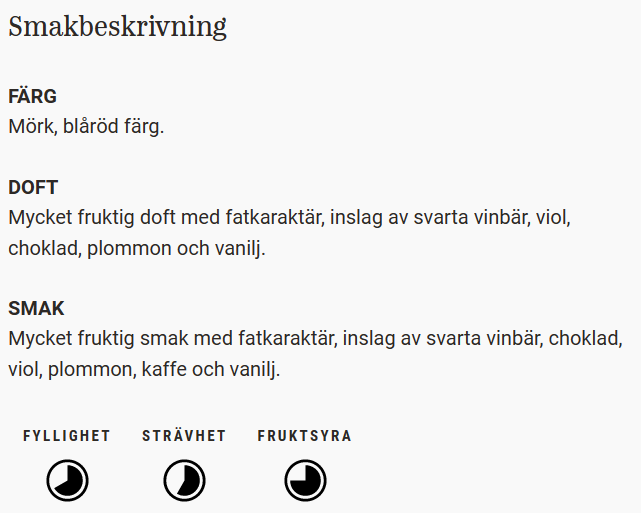 Smakbeskrivning
FÄRG
Mörk, blåröd färg.
DOFT
Mycket fruktig doft med fatkaraktär, inslag av svarta vinbär, viol,
choklad, plommon och vanilj.
SMAK
Mycket fruktig smak med fatkaraktär, inslag av svarta vinbär, choklad,
viol, plommon, kaffe och vanilj.
FYLLIGHET STRÄVHET FRUKTSYRA